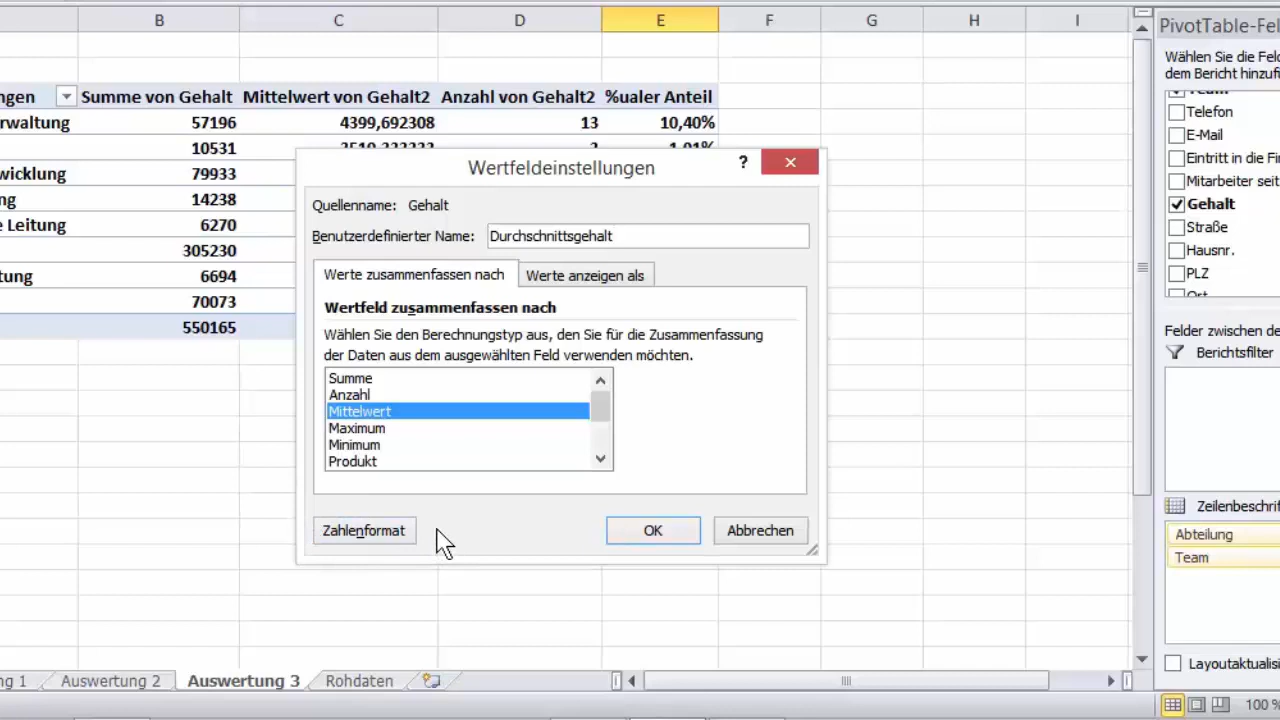 B C D E F G H I
PivotTable-Fel
Wählen Sie die Feld
dem Bericht hinzufü
ngen Summe von Gehalt Mittelwert von Gehalt2 Anzahl von Gehalt2 %ualer Anteil
rwaltung 57196 4399,692308 13 10,40%
10531
wicklung 79933
ng 14238
e Leitung 6270
305230
tung 6694
70073
550165
Wertfeldeinstellungen
?
Quellenname: Gehalt
Benutzerdefinierter Name: Durchschnittsgehalt
Werte zusammenfassen nach Werte anzeigen als
Wertfeld zusammenfassen nach
Wählen Sie den Berechnungstyp aus, den Sie für die Zusammenfassung
der Daten aus dem ausgewählten Feld verwenden möchten.
Summe
Anzahl
Mittelwert
Maximum
Minimum
Produkt
Zahlenformat OK Abbrechen
Team
Telefon
E-Mail
Eintritt in die Fir
Mitarbeiter seit
Gehalt
Straße
Hausnr.
PLZ
Ort
Felder zwischen de
Berichtsfilter
Zeilenbeschrif
Abteilung
Team
Layoutaktualisi
ng 1 Auswertung 2 Auswertung 3 Rohdaten
100 %